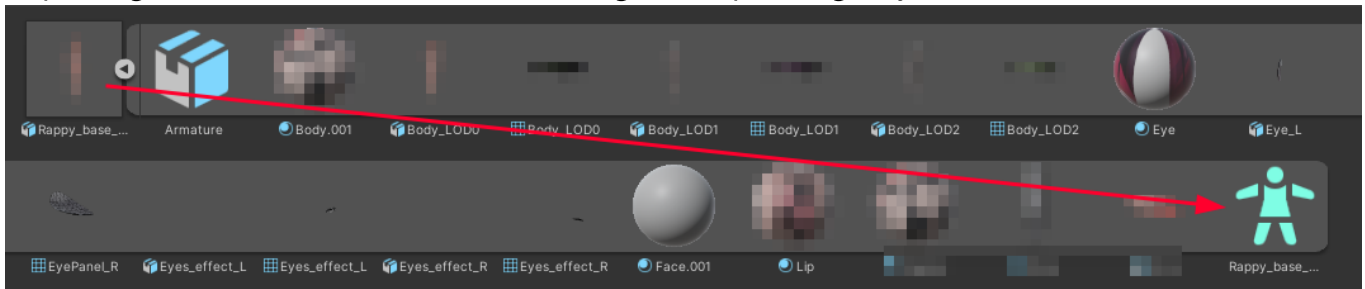 Rappy_base_... Armature Body.001 Body_LOD0 Body_LOD0 Body_LOD1 Body_LOD1 Body_LOD2 Body_LOD2 Eye Eye_L
EyePanel_R Eyes_effect_L Eyes_effect_L Eyes_effect_R Eyes_effect_R Face.001 Lip Rappy_base_...